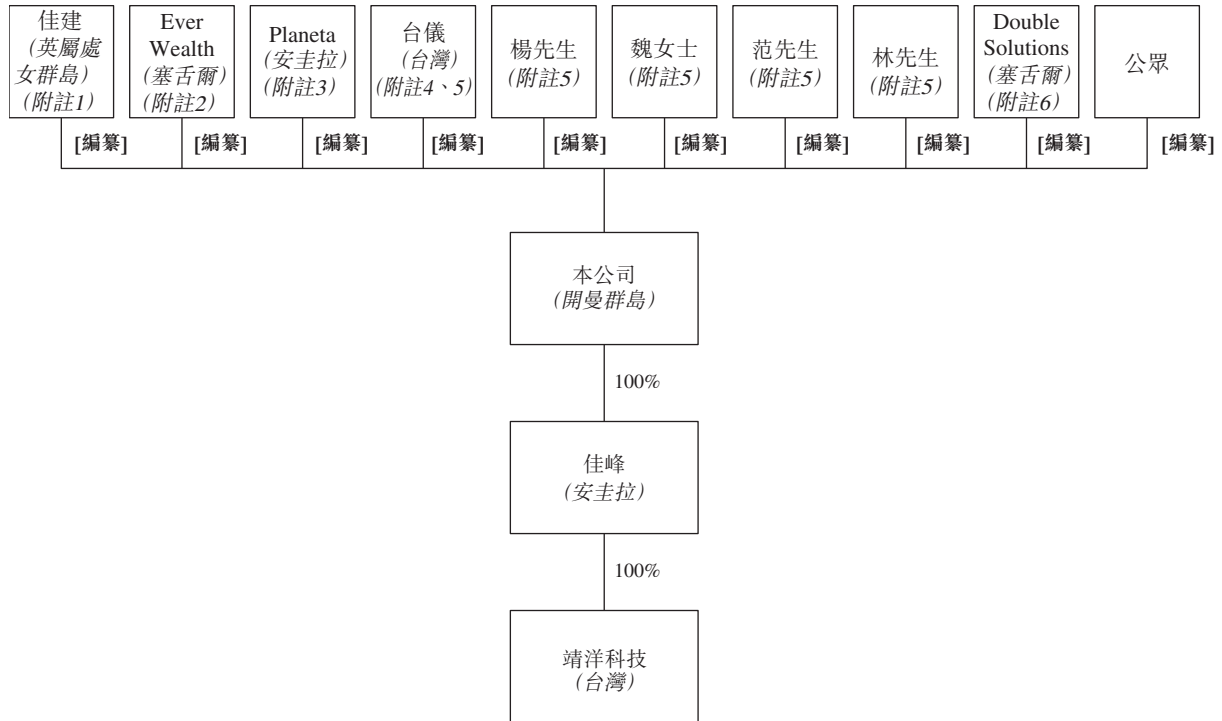 佳建
(英屬處
女群島)
(附註1)
Ever
Wealth
(塞舌爾)
(附註2)
Planeta
(安圭拉)
(附註3)
台儀
(台灣)
(附註4、5)
楊先生
(附註5)
魏女士
(附註5)
范先生
(附註5)
林先生
(附註5)
Double
Solutions
(塞舌爾)
(附註6)
公眾
[編纂]
[編纂]
[編纂]
[編纂]
[編纂]
[編纂]
[編纂]
[編纂]
[編纂]
[編纂]
本公司
(開曼群島)
100%
佳峰
(安圭拉)
100%
靖洋科技
(台灣)